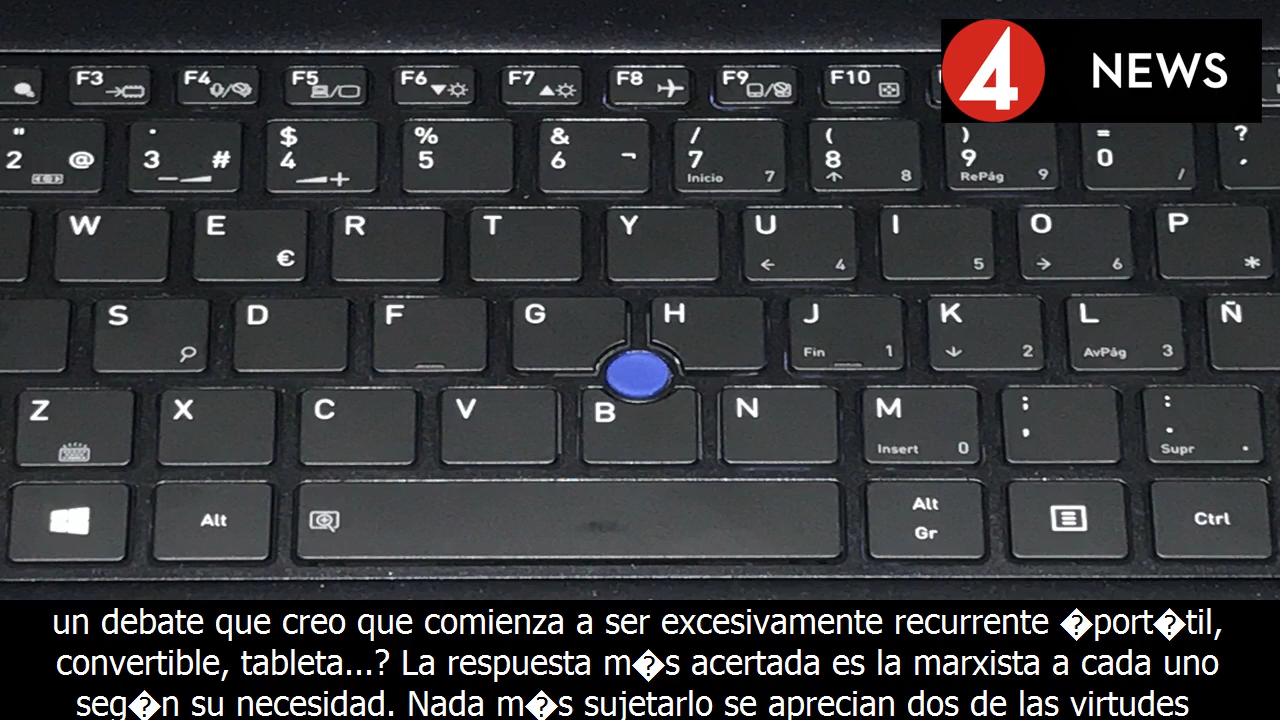 4 NEWS
F3 F4 F5 F6 F7 F8 F9 F10
" $ % & / ( ) = ?
2 @ 3 # 4 5 6 ¬ 7 8 9 0 .
Inicio 7 8 RePág 9 /
W E R T Y U I O P
€ 4 5 6 *
S D F G H J K L Ñ
Fin 1 2 AvPág 3
Z X C V B N M ; :
, .
Insert 0 Supr .
Alt Alt Gr Ctrl
un debate que creo que comienza a ser excesivamente recurrente �port�til,
convertible, tableta...? La respuesta m�s acertada es la marxista a cada uno
seg�n su necesidad. Nada m�s sujetarlo se aprecian dos de las virtudes